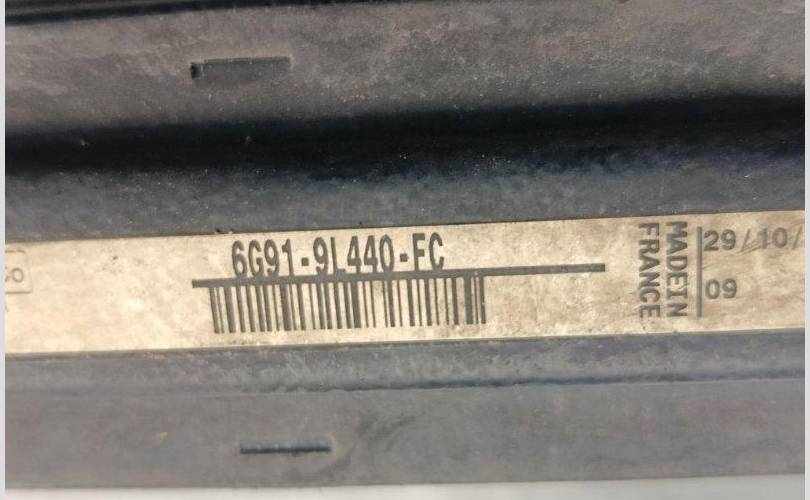 6G91-9L440-FC
MADE IN
FRANCE
29/10/
09